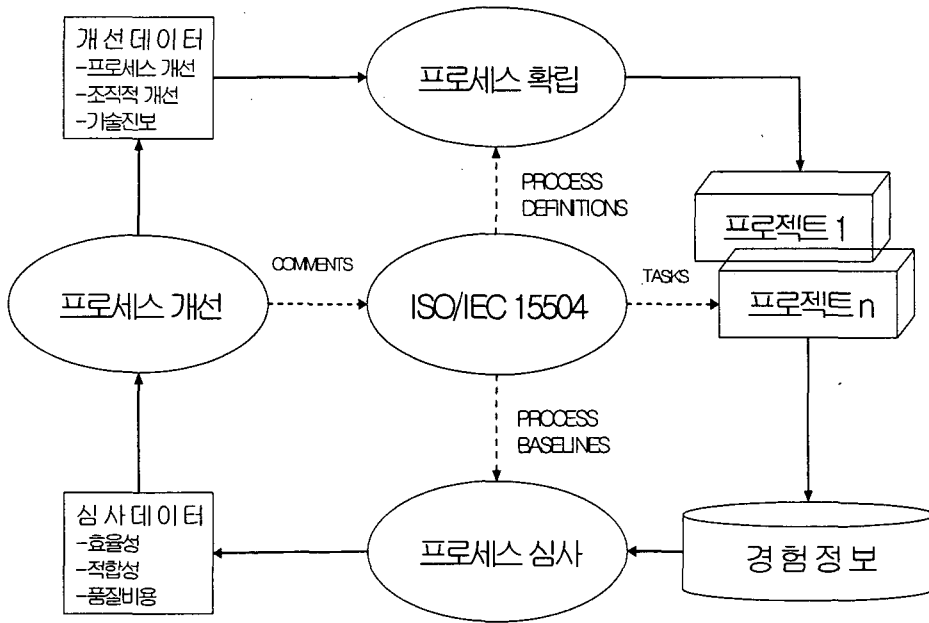 개선데이터
-프로세스 개선
-조직적 개선
-기술진보
프로세스 확립
PROCESS
DEFINITIONS
프로젝트 1
프로세스 개선
COMMENTS
ISO/IEC 15504
TASKS
프로젝트 n
PROCESS
BASELINES
심사데이터
-효율성
-적합성
-품질비용
프로세스 심사
경험정보